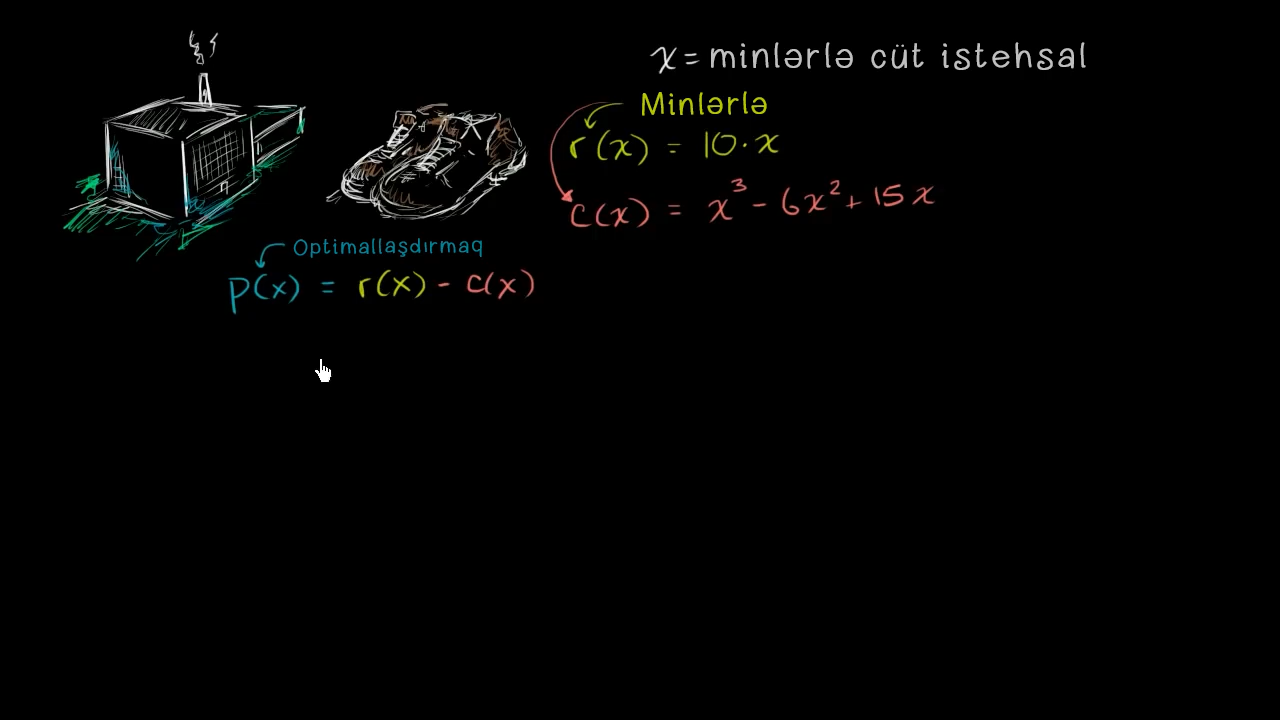 x = minlərlə cüt istehsal
Minlərlə
r(x) = 10·x
c(x) = x³ - 6x² + 15x
Optimallaşdırmaq
p(x) = r(x) - c(x)